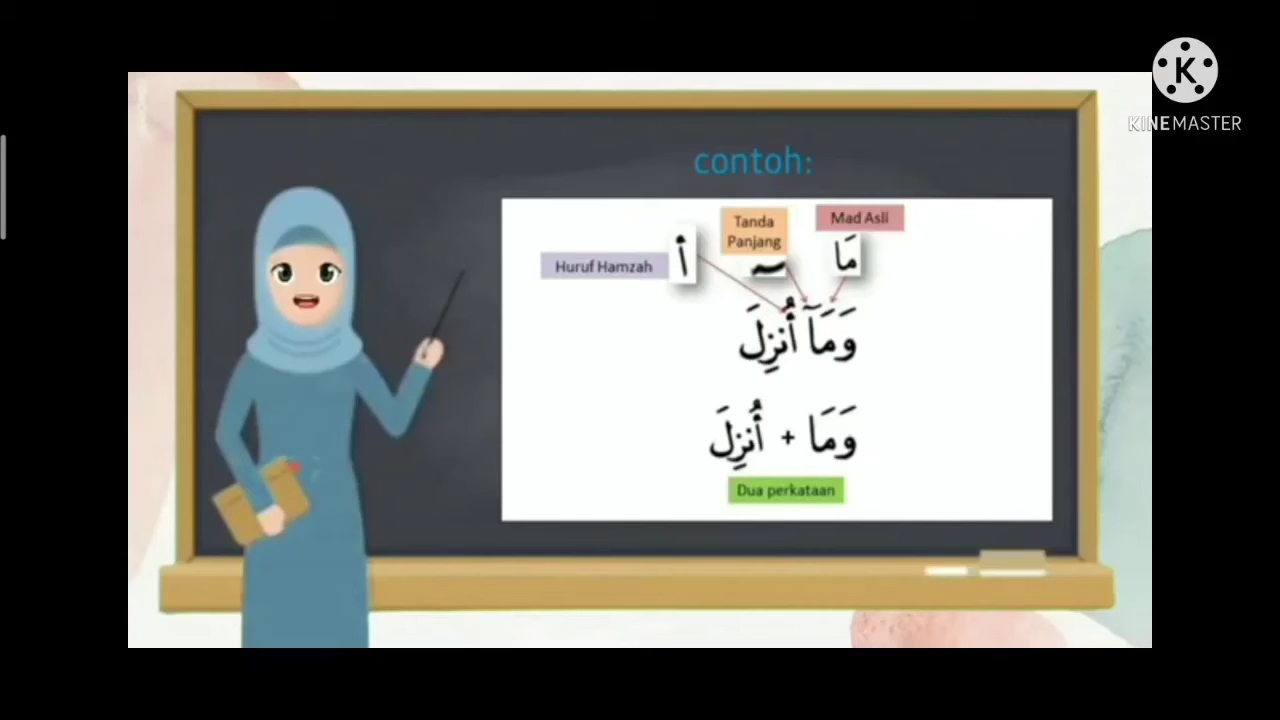 KINEMASTER
contoh:
Mad Asli
Tanda
Panjang
مَا
Huruf Hamzah
أ
وَمَآ أُنزِلَ
وَمَا + أُنزِلَ
Dua perkataan